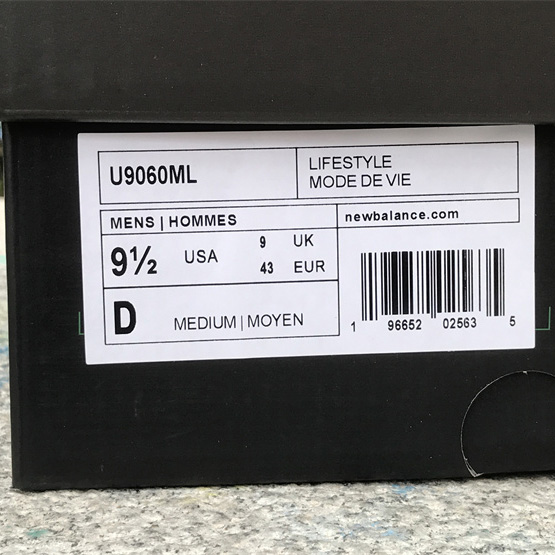 U9060ML
LIFESTYLE
MODE DE VIE
MENS | HOMMES
newbalance.com
9½ USA 9 UK
43 EUR
D MEDIUM | MOYEN
1 96652 02563 5